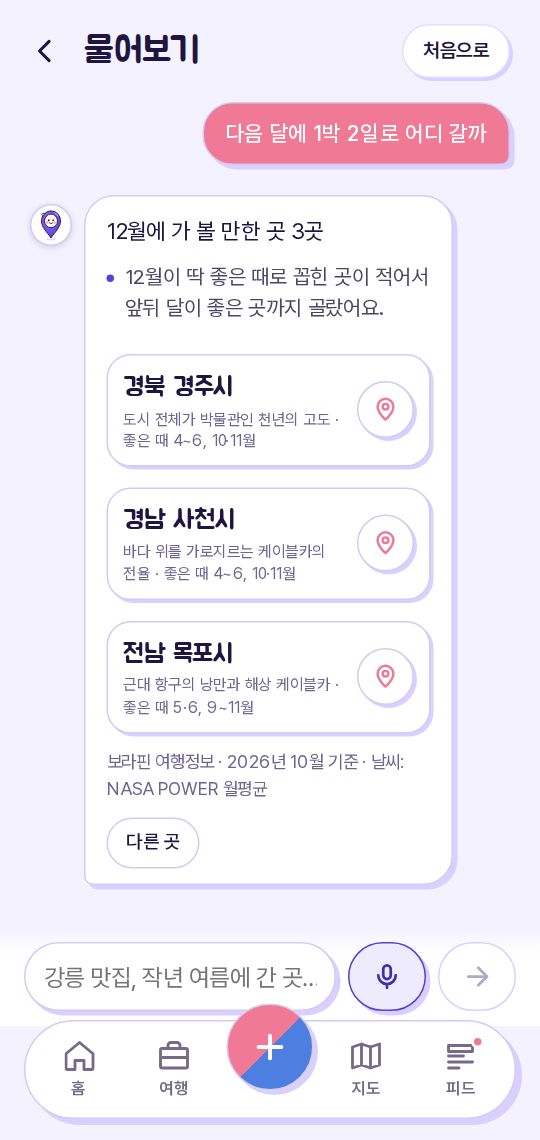 물어보기
처음으로
다음 달에 1박 2일로 어디 갈까
12월에 가 볼 만한 곳 3곳
• 12월이 딱 좋은 때로 꼽힌 곳이 적어서
앞뒤 달이 좋은 곳까지 골랐어요.
경북 경주시
도시 전체가 박물관인 천년의 고도 ·
좋은 때 4~6, 10·11월
경남 사천시
바다 위를 가로지르는 케이블카의
전율 · 좋은 때 4~6, 10·11월
전남 목포시
근대 항구의 낭만과 해상 케이블카 ·
좋은 때 5·6, 9~11월
보라핀 여행정보 · 2026년 10월 기준 · 날씨:
NASA POWER 월평균
다른 곳
강릉 맛집, 작년 여름에 간 곳...
홈
여행
지도
피드